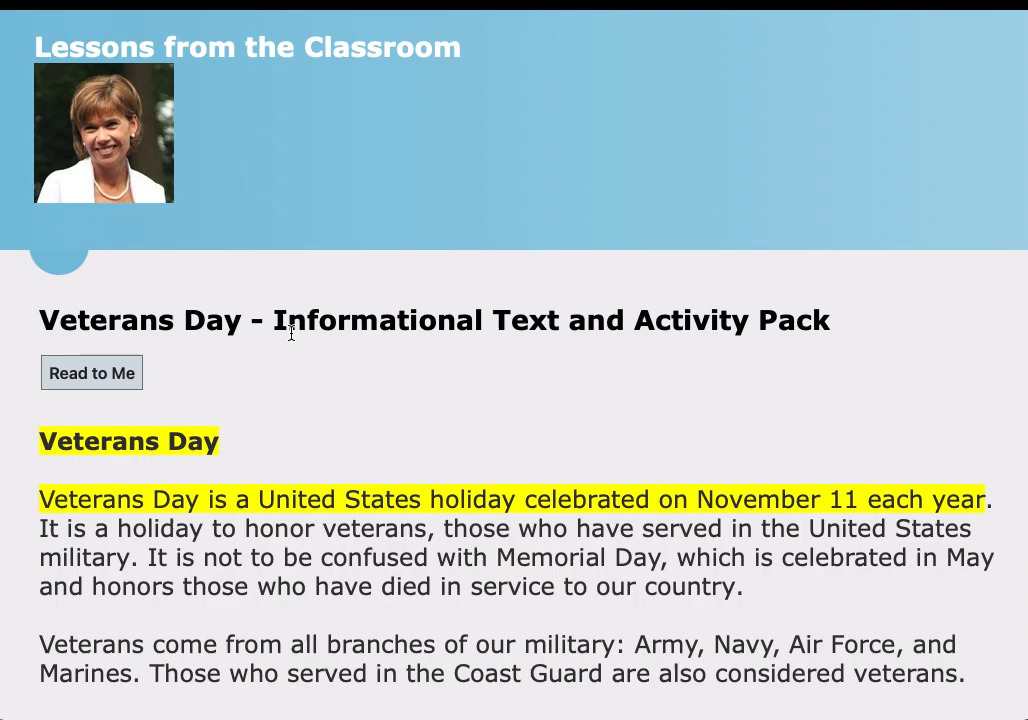 Lessons from the Classroom
Veterans Day - Informational Text and Activity Pack
Read to Me
Veterans Day
Veterans Day is a United States holiday celebrated on November 11 each year.
It is a holiday to honor veterans, those who have served in the United States
military. It is not to be confused with Memorial Day, which is celebrated in May
and honors those who have died in service to our country.
Veterans come from all branches of our military: Army, Navy, Air Force, and
Marines. Those who served in the Coast Guard are also considered veterans.